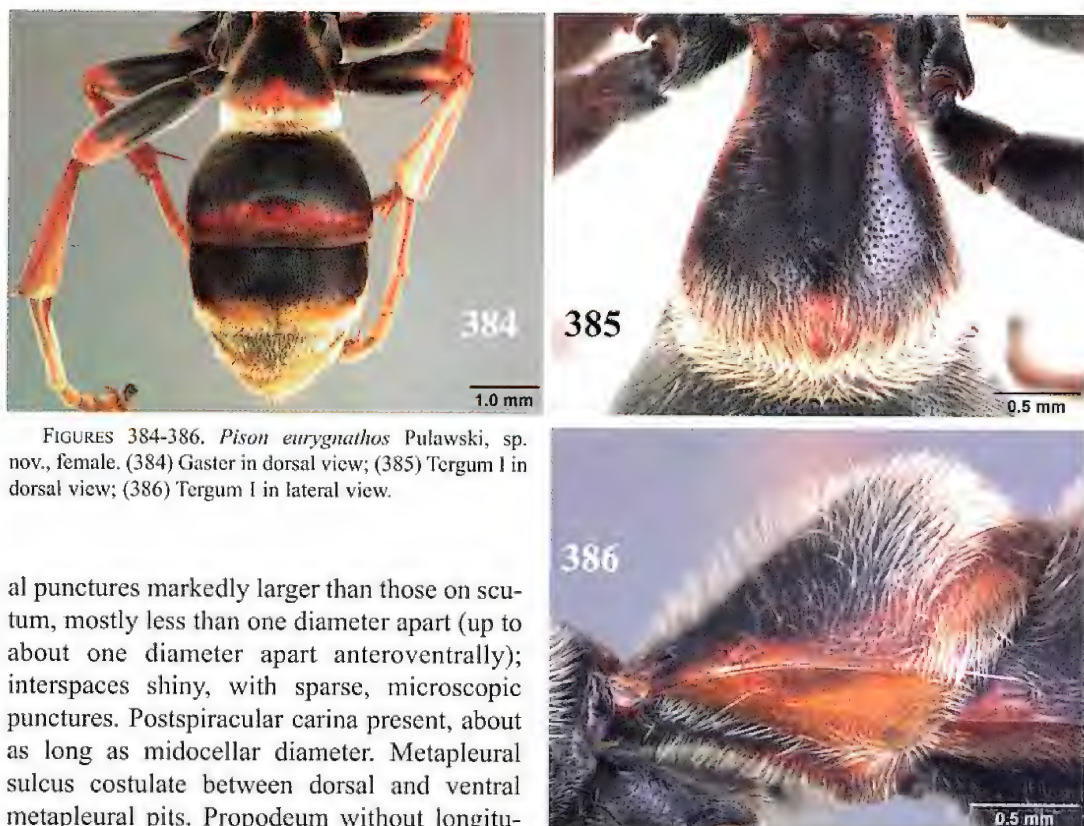 384
1.0 mm
385
0.5 mm
FIGURES 384-386. Pison eurygnathos Pulawski, sp.
nov., female. (384) Gaster in dorsal view; (385) Tergum I in
dorsal view; (386) Tergum I in lateral view.
386
0.5 mm
al punctures markedly larger than those on scu-
tum, mostly less than one diameter apart (up to
about one diameter apart anteroventrally);
interspaces shiny, with sparse, microscopic
punctures. Postspiracular carina present, about
as long as midocellar diameter. Metapleural
sulcus costulate between dorsal and ventral
metapleural pits. Propodeum without longitu-